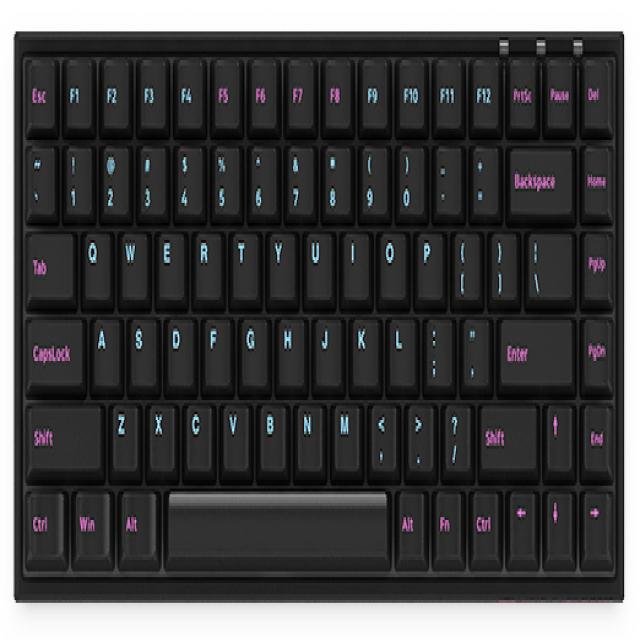 Esc F1 F2 F3 F4 F5 F6 F7 F8 F9 F10 F11 F12 PrtSc Pause Del
~ ! @ # $ % ^ & * ( ) _ +
` 1 2 3 4 5 6 7 8 9 0 - = Backspace Home
Tab Q W E R T Y U I O P { } | PgUp
[ ] \
CapsLock A S D F G H J K L : " Enter PgDn
; '
Shift Z X C V B N M < > ? Shift ↑ End
, . /
Ctrl Win Alt Alt Fn Ctrl ← ↓ →